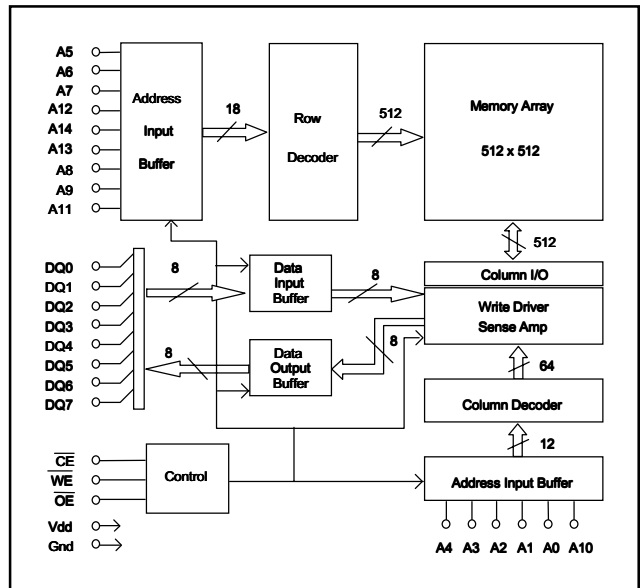 A5
A6
A7
A12
A14
A13
A8
A9
A11
Address
Input
Buffer
18
Row
Decoder
512
Memory Array
512 x 512
512
DQ0
DQ1
DQ2
DQ3
DQ4
DQ5
DQ6
DQ7
8
Data
Input
Buffer
8
Column I/O
Write Driver
Sense Amp
8
Data
Output
Buffer
8
64
Column Decoder
12
CE
WE
OE
Control
Address Input Buffer
Vdd
Gnd
A4 A3 A2 A1 A0 A10